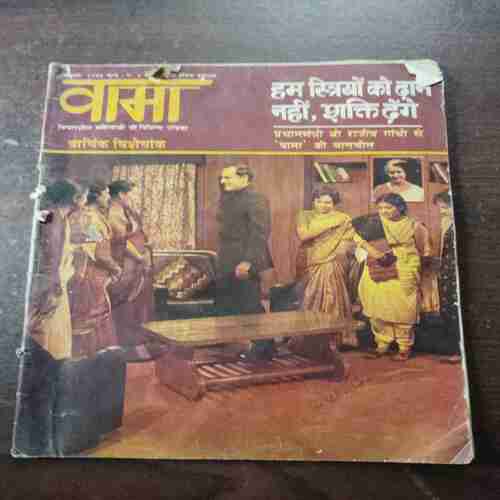 वामा
हम स्त्रियों को दान
नहीं, शक्ति देंगे
प्रधानमंत्री श्री राजीव गांधी से
'वामा' की बातचीत
वार्षिक विशेषांक